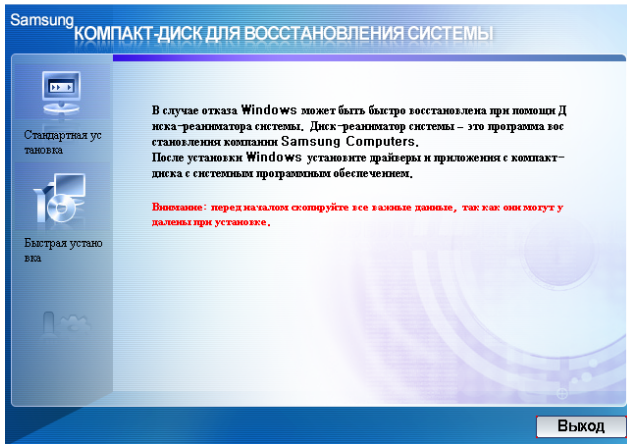 Samsung
КОМПАКТ-ДИСК ДЛЯ ВОССТАНОВЛЕНИЯ СИСТЕМЫ
В случае отказа Windows может быть быстро восстановлена при помощи Д
иска-реаниматора системы. Диск-реаниматор системы – это программа вос
становления компании Samsung Computers.
После установки Windows установите драйверы и приложения с компакт-
диска с системным программным обеспечением.
Внимание: перед началом скопируйте все важные данные, так как они могут у
далены при установке.
Стандартная ус
тановка
Быстрая устано
вка
Выход